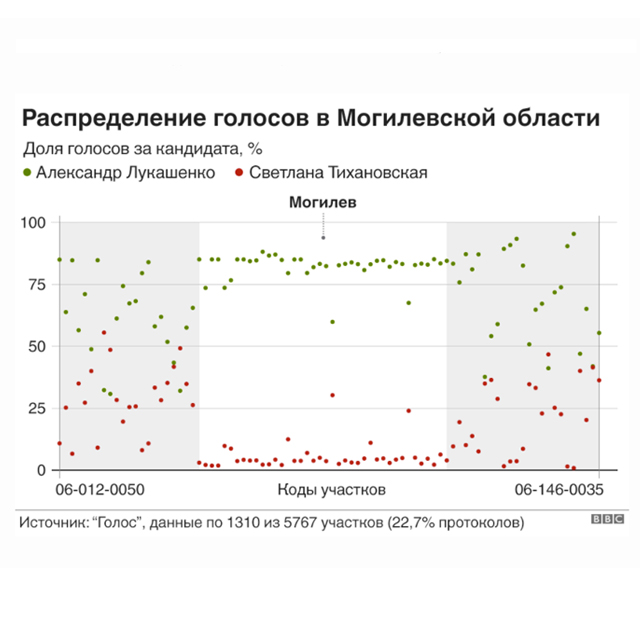 Распределение голосов в Могилевской области
Доля голосов за кандидата, %
Александр Лукашенко Светлана Тихановская
Могилев
100
75
50
25
0
06-012-0050 Коды участков 06-146-0035
Источник: “Голос”, данные по 1310 из 5767 участков (22,7% протоколов)
BBC